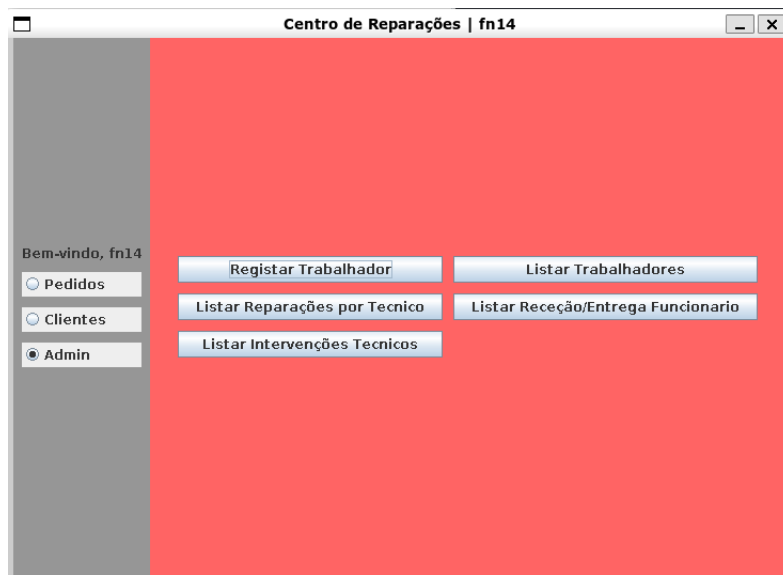 Centro de Reparações | fn14
Bem-vindo, fn14
Pedidos
Clientes
Admin
Registar Trabalhador
Listar Trabalhadores
Listar Reparações por Tecnico
Listar Receção/Entrega Funcionario
Listar Intervenções Tecnicos